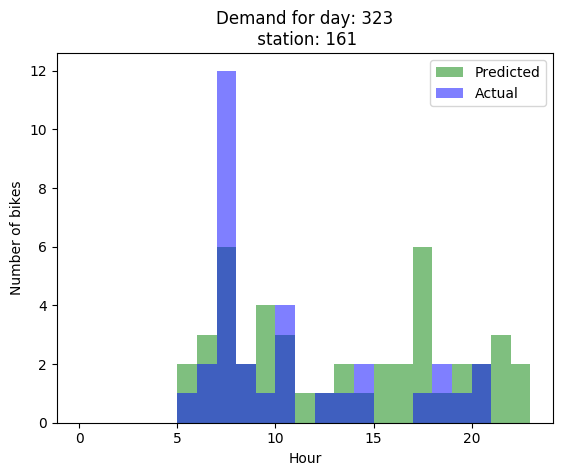 Demand for day: 323
station: 161
Predicted
Actual
Number of bikes
12
10
8
6
4
2
0
0 5 10 15 20
Hour